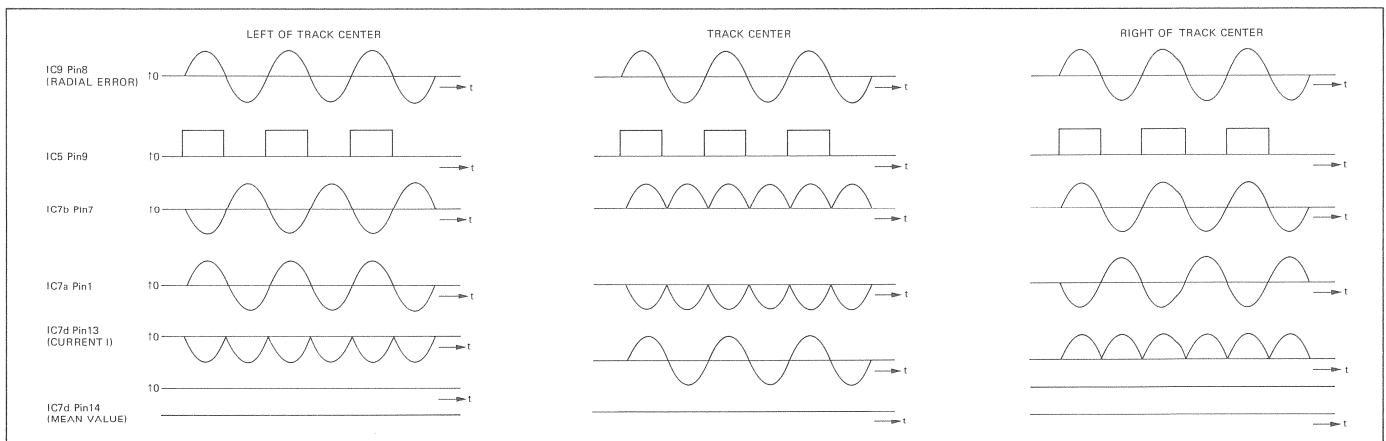 LEFT OF TRACK CENTER
TRACK CENTER
RIGHT OF TRACK CENTER
IC9 Pin8
(RADIAL ERROR)
↑0
t
t
t
IC5 Pin9
↑0
t
t
t
IC7b Pin7
↑0
t
t
t
IC7a Pin1
↑0
t
t
t
IC7d Pin13
(CURRENT I)
↑0
t
t
t
↑0
t
t
t
IC7d Pin14
(MEAN VALUE)